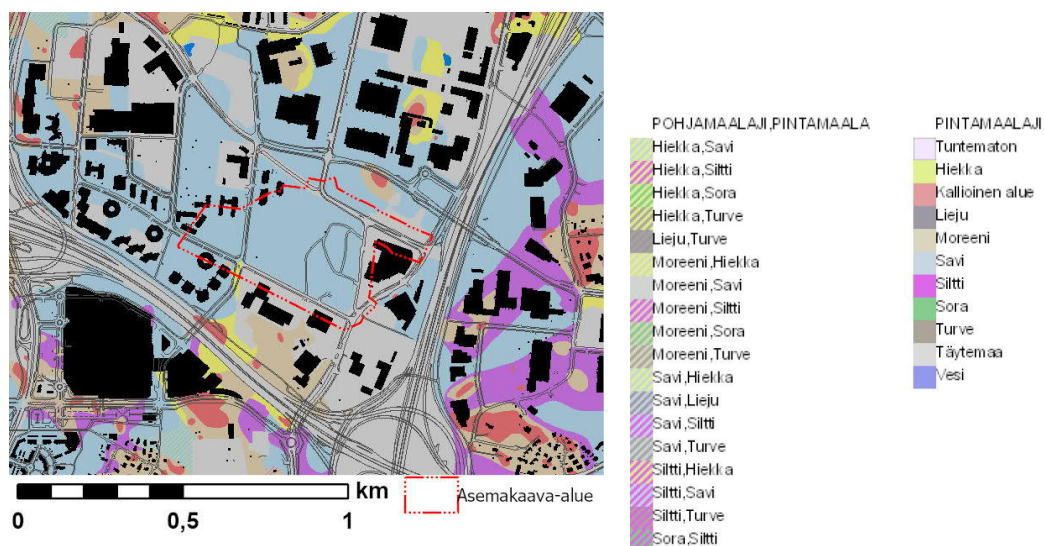 POHJAMAALAJI,PINTAMAALA
Hiekka,Savi
Hiekka,Siltti
Hiekka,Sora
Hiekka,Turve
Lieju,Turve
Moreeni,Hiekka
Moreeni,Savi
Moreeni,Siltti
Moreeni,Sora
Moreeni,Turve
Savi,Hiekka
Savi,Lieju
Savi,Siltti
Savi,Turve
Siltti,Hiekka
Siltti,Savi
Siltti,Turve
Sora,Siltti
PINTAMAALAJI
Tuntematon
Hiekka
Kallioinen alue
Lieju
Moreeni
Savi
Siltti
Sora
Turve
Täytemaa
Vesi
km
0 0,5 1
Asemakaava-alue